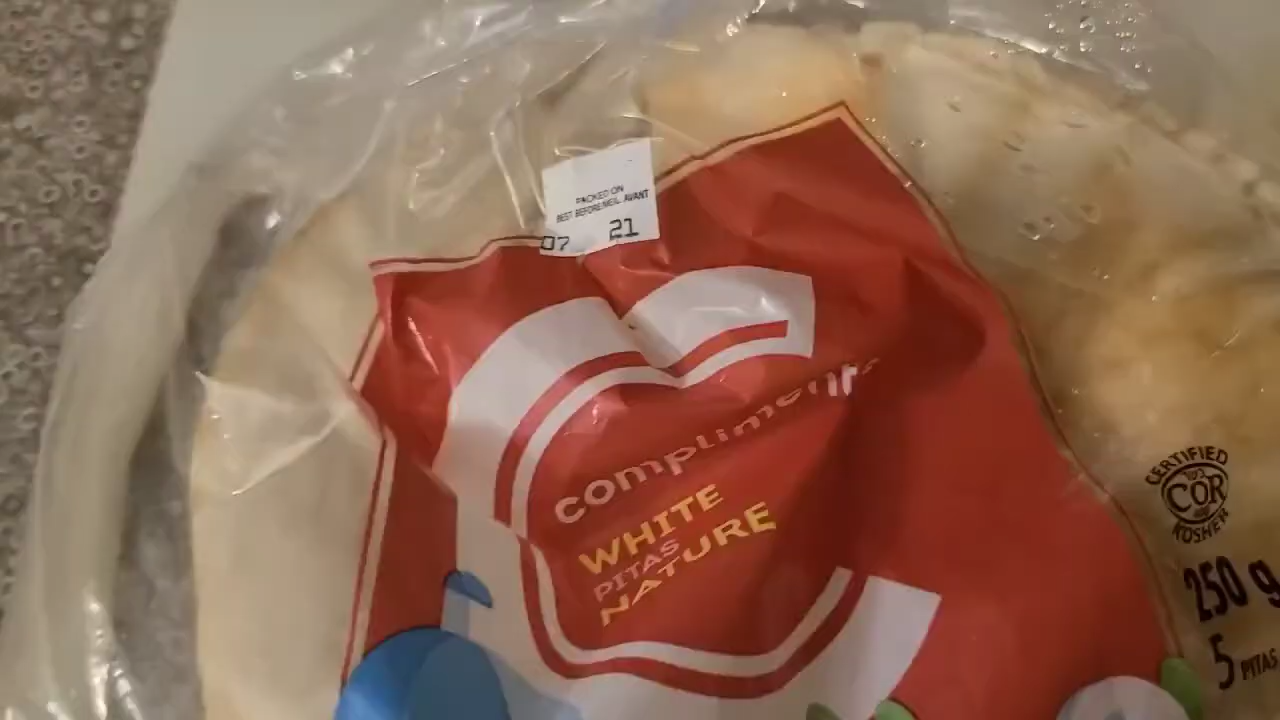 PACKED ON
BEST BEFORE/MEIL. AVANT
07 21
compliments
WHITE
PITAS
NATURE
CERTIFIED
COR
KOSHER
250 g
5 PITAS